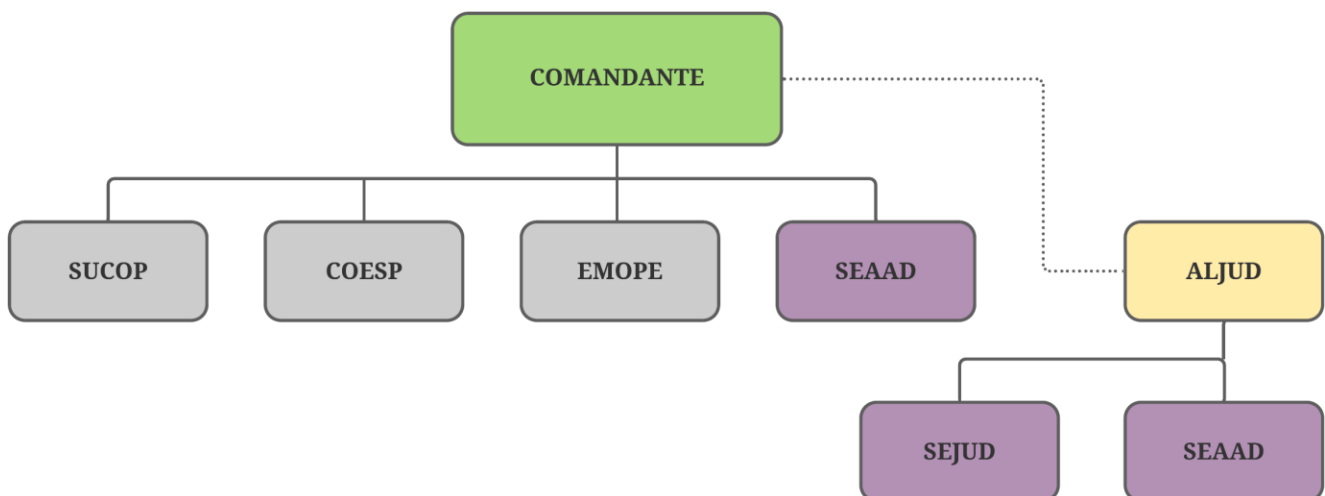 COMANDANTE
SUCOP
COESP
EMOPE
SEAAD
ALJUD
SEJUD
SEAAD